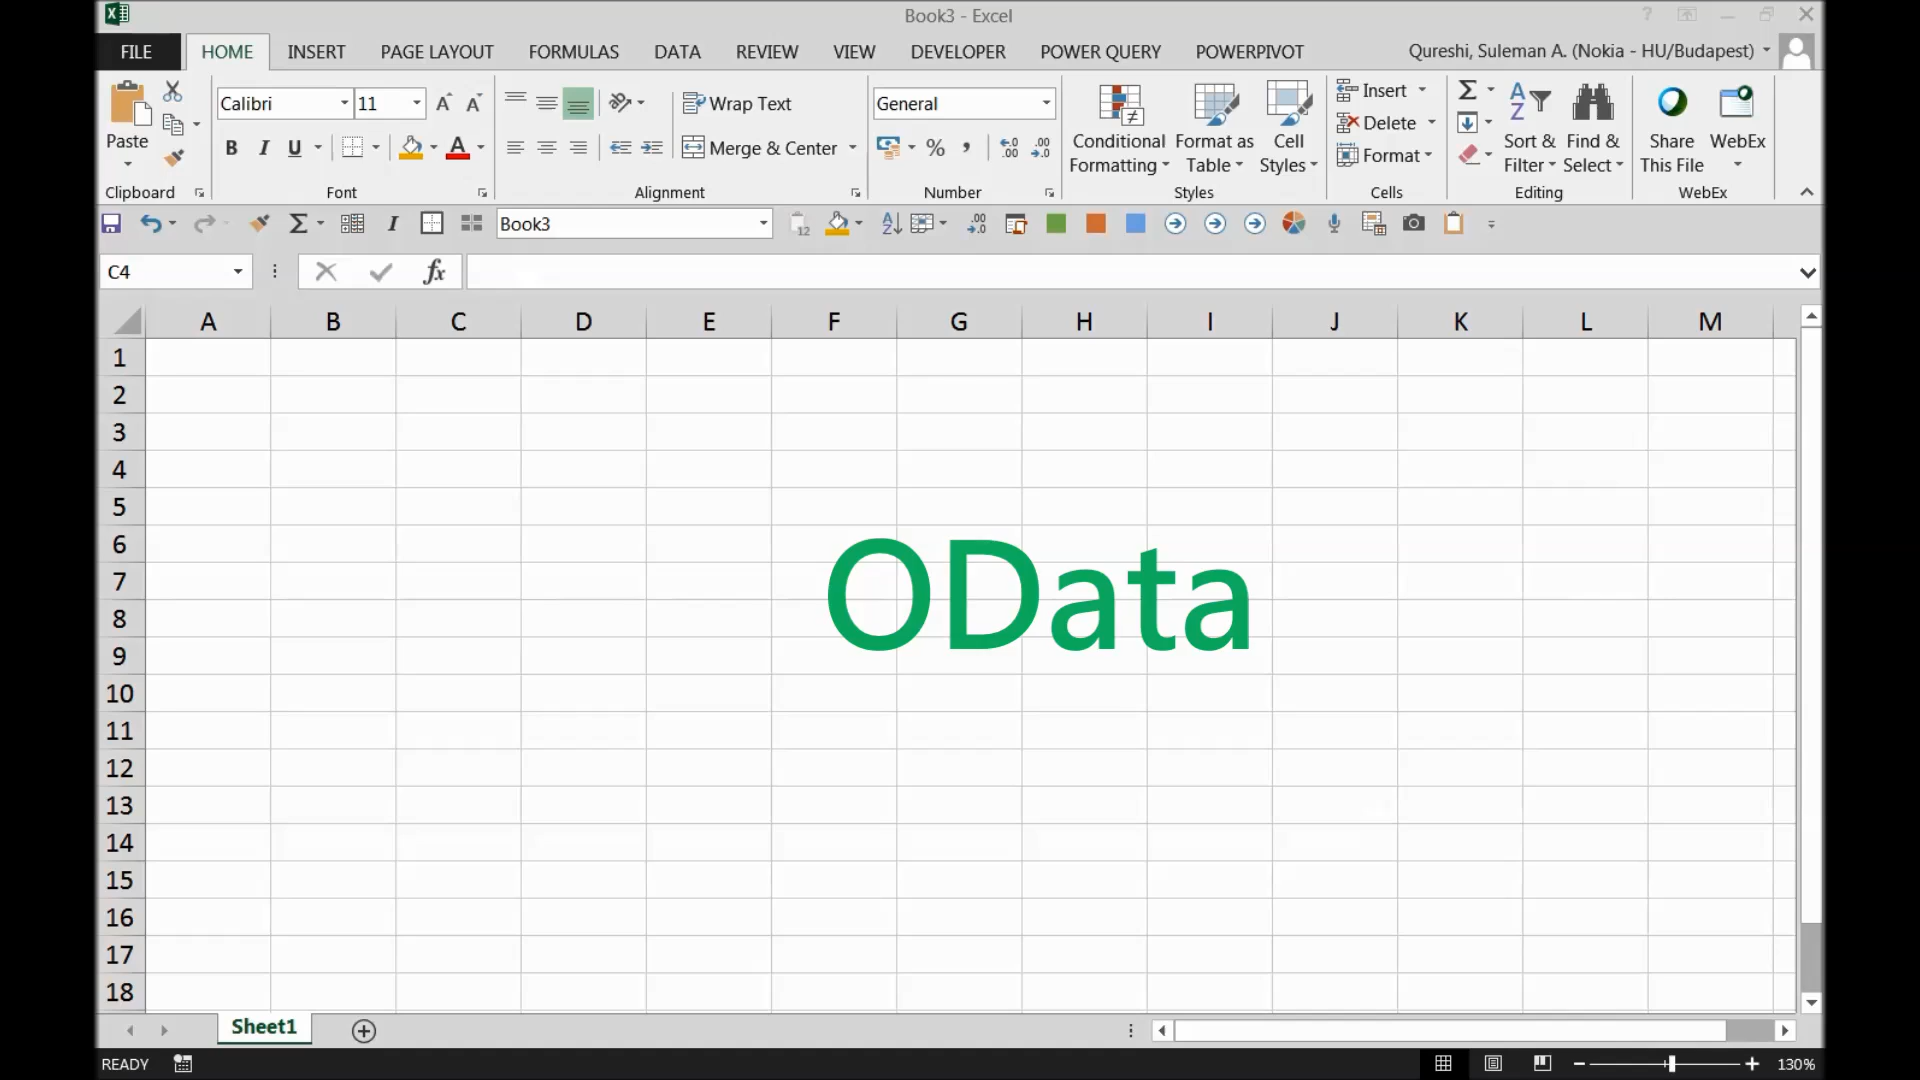 Book3 - Excel
FILE HOME INSERT PAGE LAYOUT FORMULAS DATA REVIEW VIEW DEVELOPER POWER QUERY POWERPIVOT Qureshi, Suleman A. (Nokia - HU/Budapest)
Paste
Clipboard
Calibri 11
B I U A
Font
Wrap Text
Merge & Center
Alignment
General
% ,
Number
Conditional Formatting
Format as Table
Cell Styles
Styles
Insert
Delete
Format
Cells
Sort & Filter
Find & Select
Editing
Share This File
WebEx
WebEx
Book3
C4 fx
A B C D E F G H I J K L M
1
2
3
4
5
6
7
8
9
10
11
12
13
14
15
16
17
18
OData
Sheet1
READY 130%